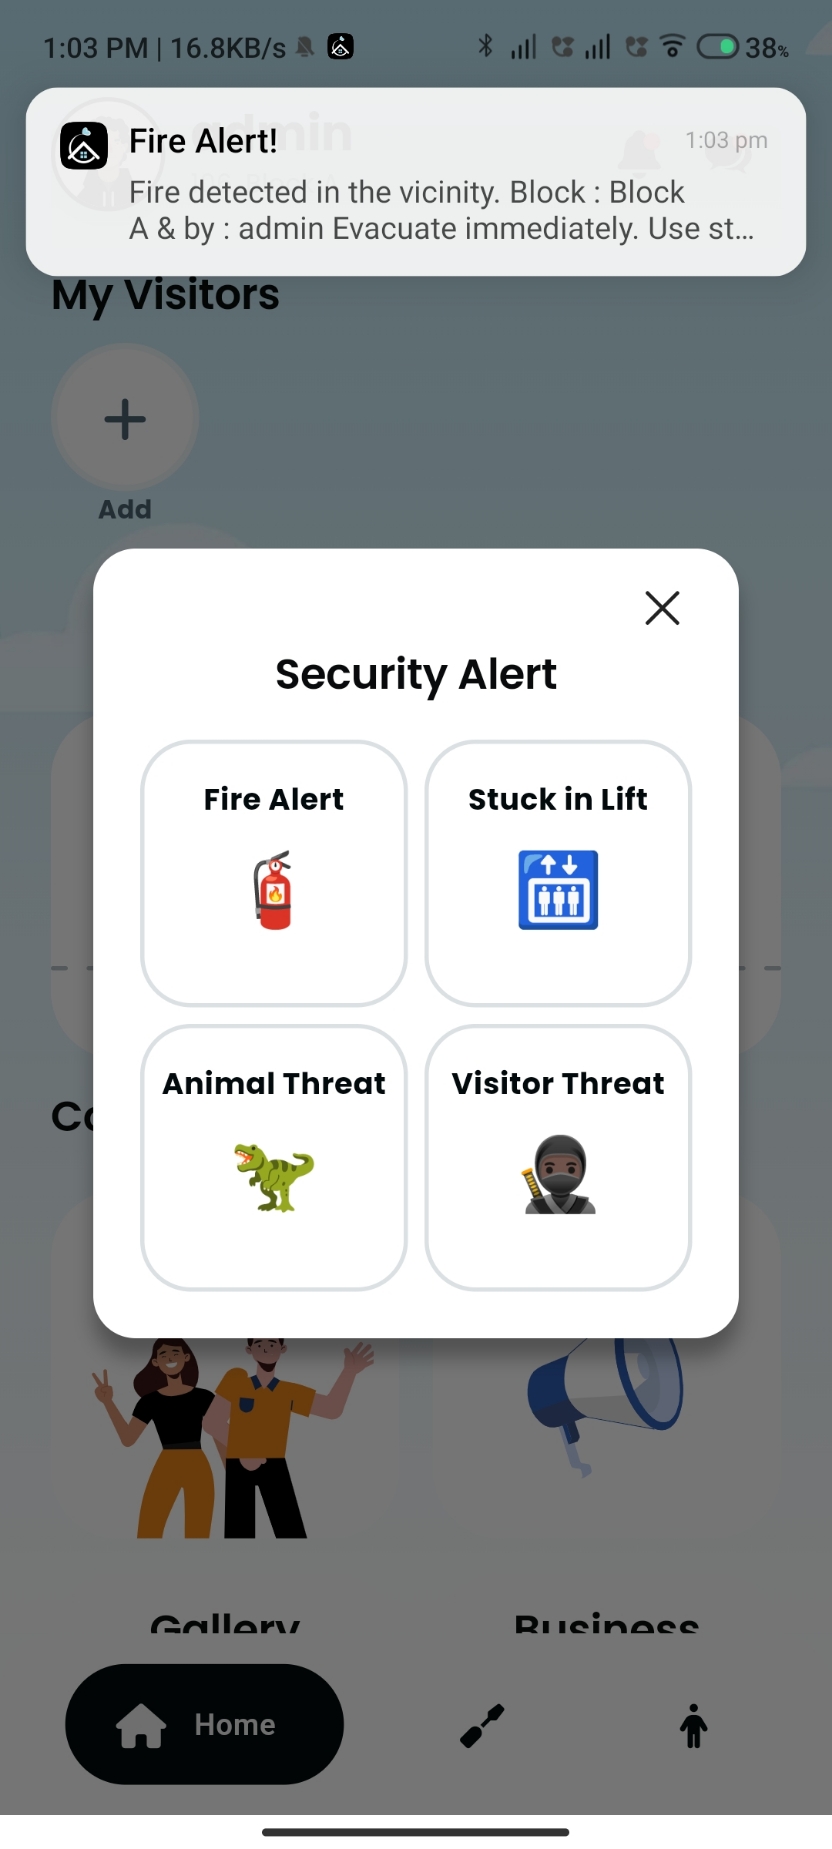 1:03 PM | 16.8KB/s 38%
Fire Alert! 1:03 pm
Fire detected in the vicinity. Block : Block
A & by : admin Evacuate immediately. Use st...
My Visitors
Add
Security Alert
Fire Alert Stuck in Lift
Animal Threat Visitor Threat
Gallery Business
Home